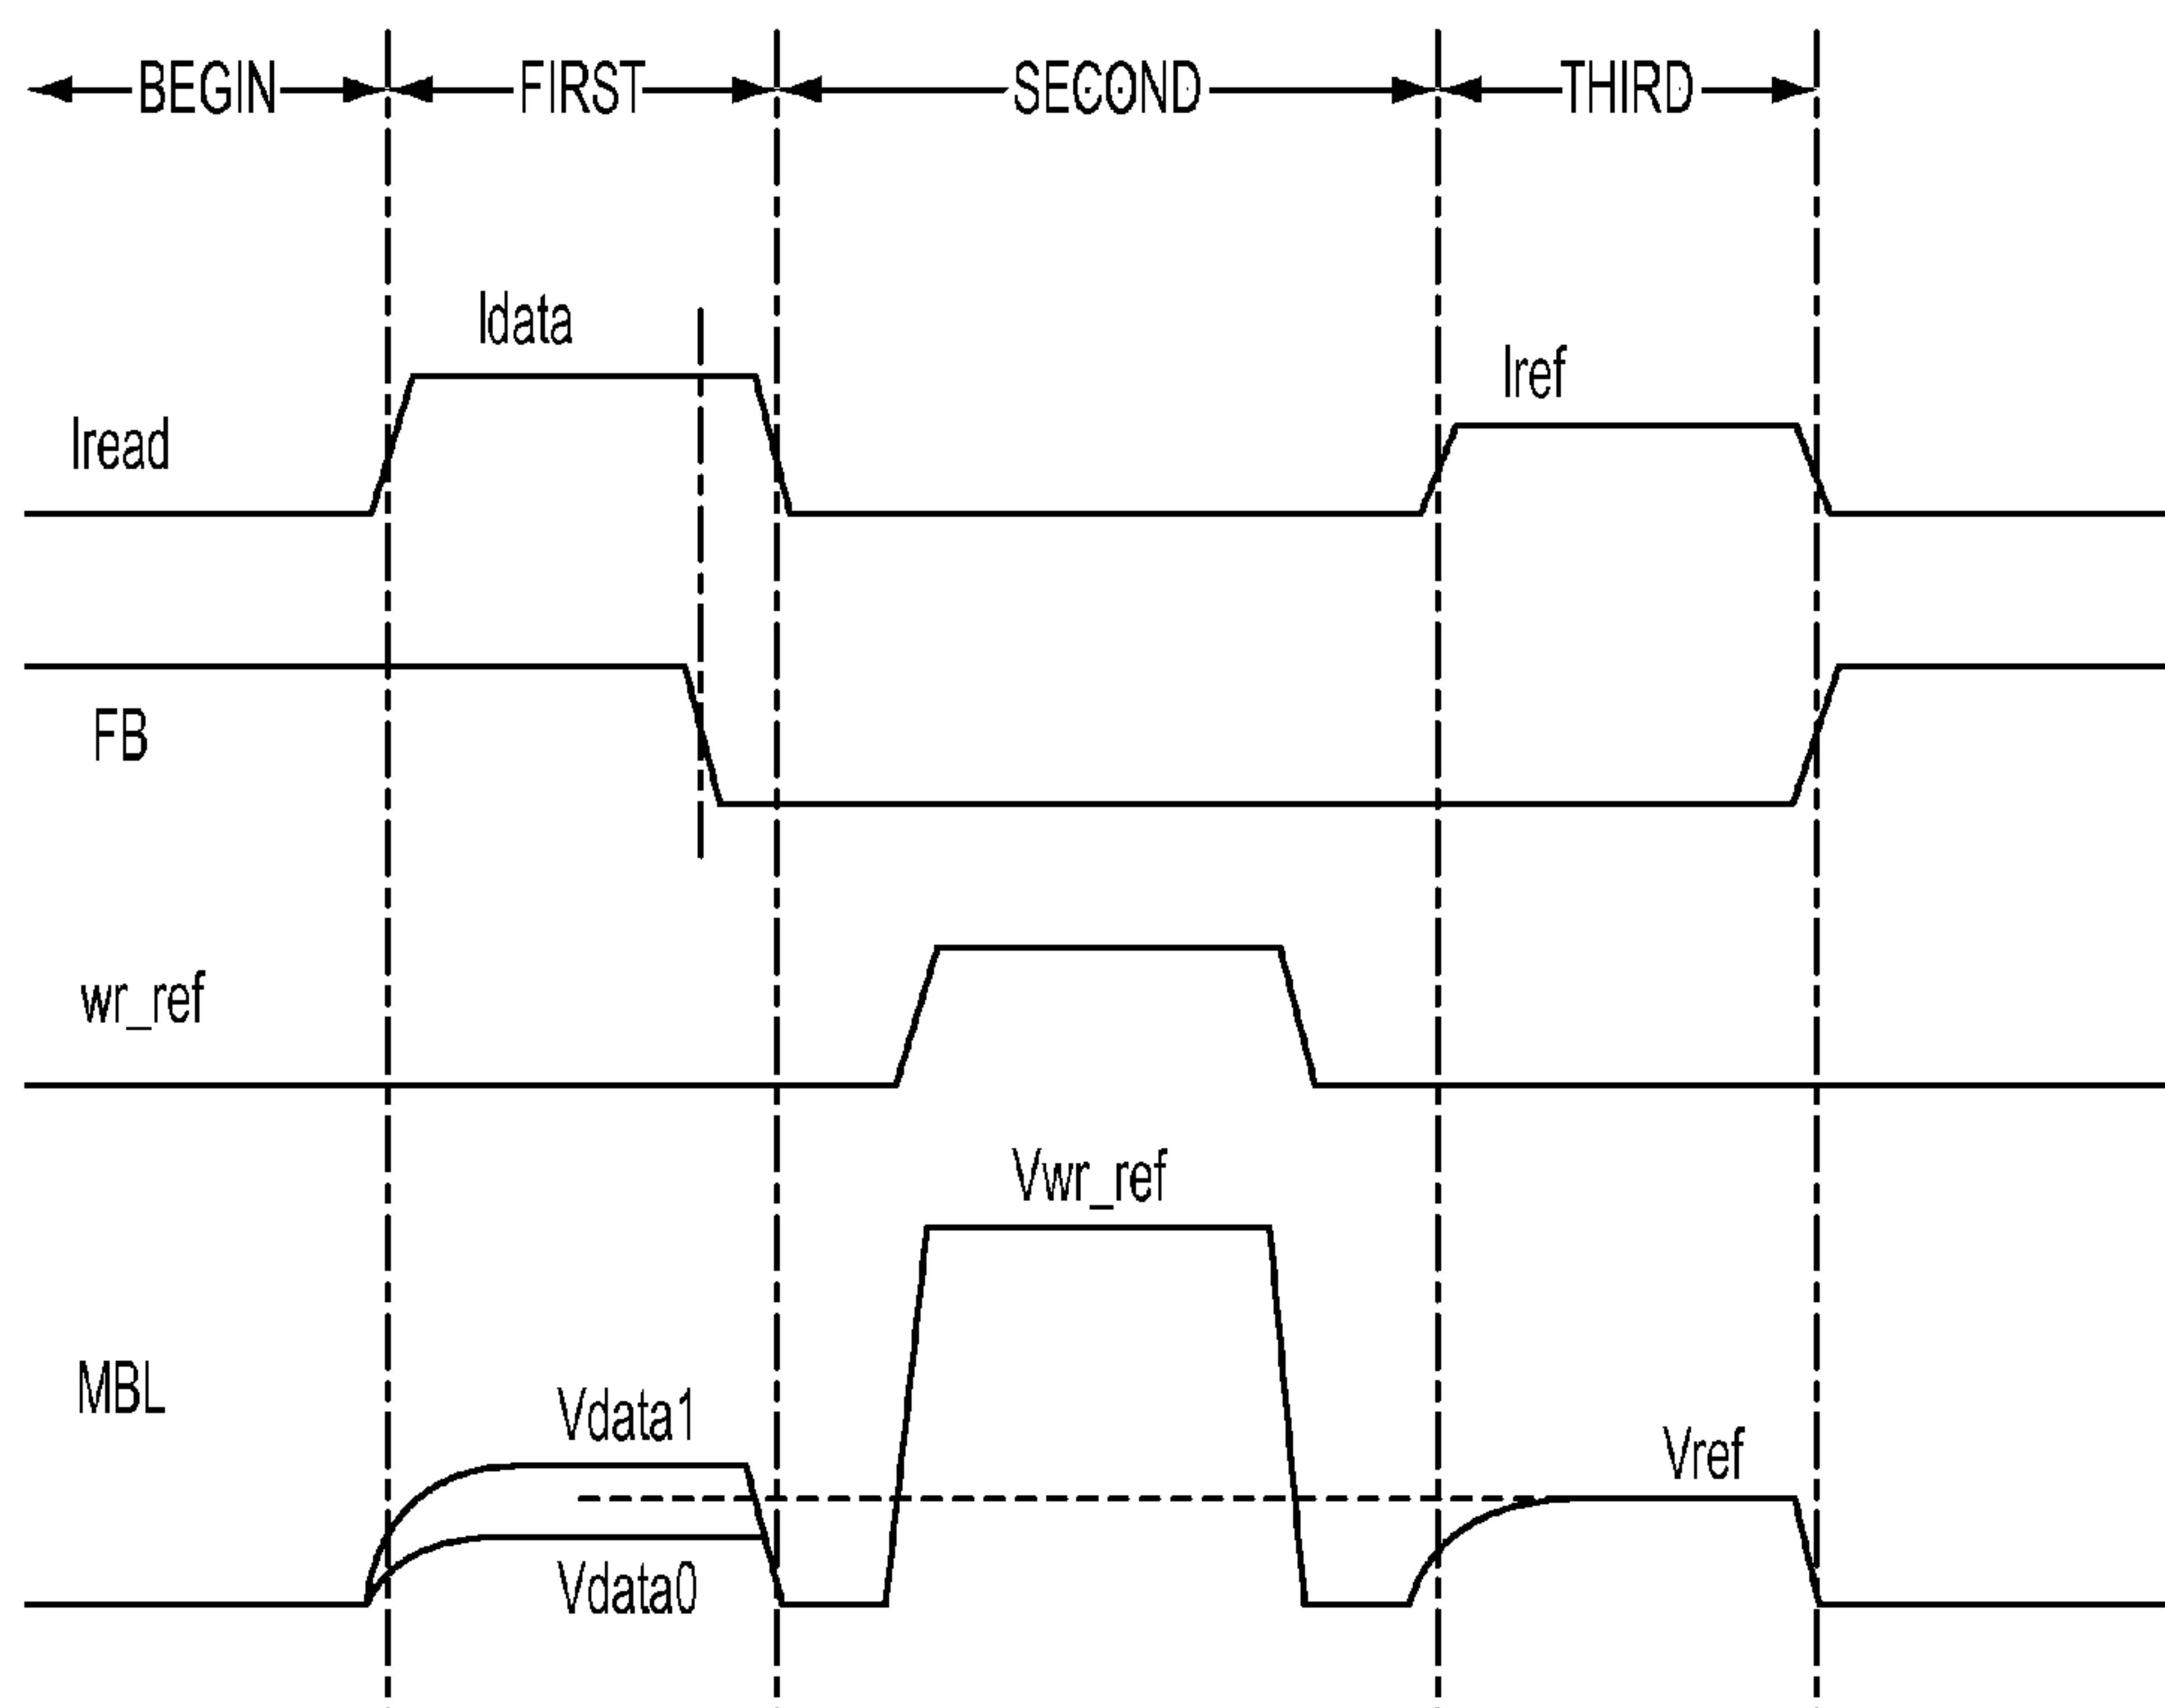 BEGIN FIRST SECOND THIRD
Idata
Iref
Iread
FB
wr_ref
Vwr_ref
MBL
Vdata1
Vref
Vdata0